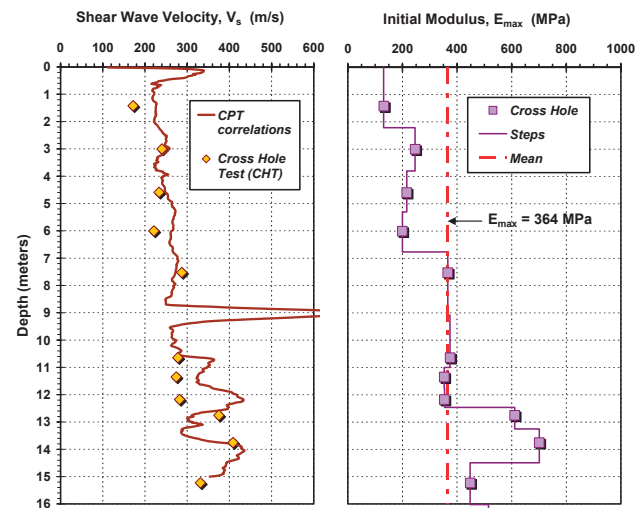 Shear Wave Velocity, Vs (m/s)
0 100 200 300 400 500 600
Depth (meters)
0
1
2
3
4
5
6
7
8
9
10
11
12
13
14
15
16
CPT
correlations
Cross Hole
Test (CHT)
Initial Modulus, Emax (MPa)
0 200 400 600 800 1000
Cross Hole
Steps
Mean
Emax = 364 MPa